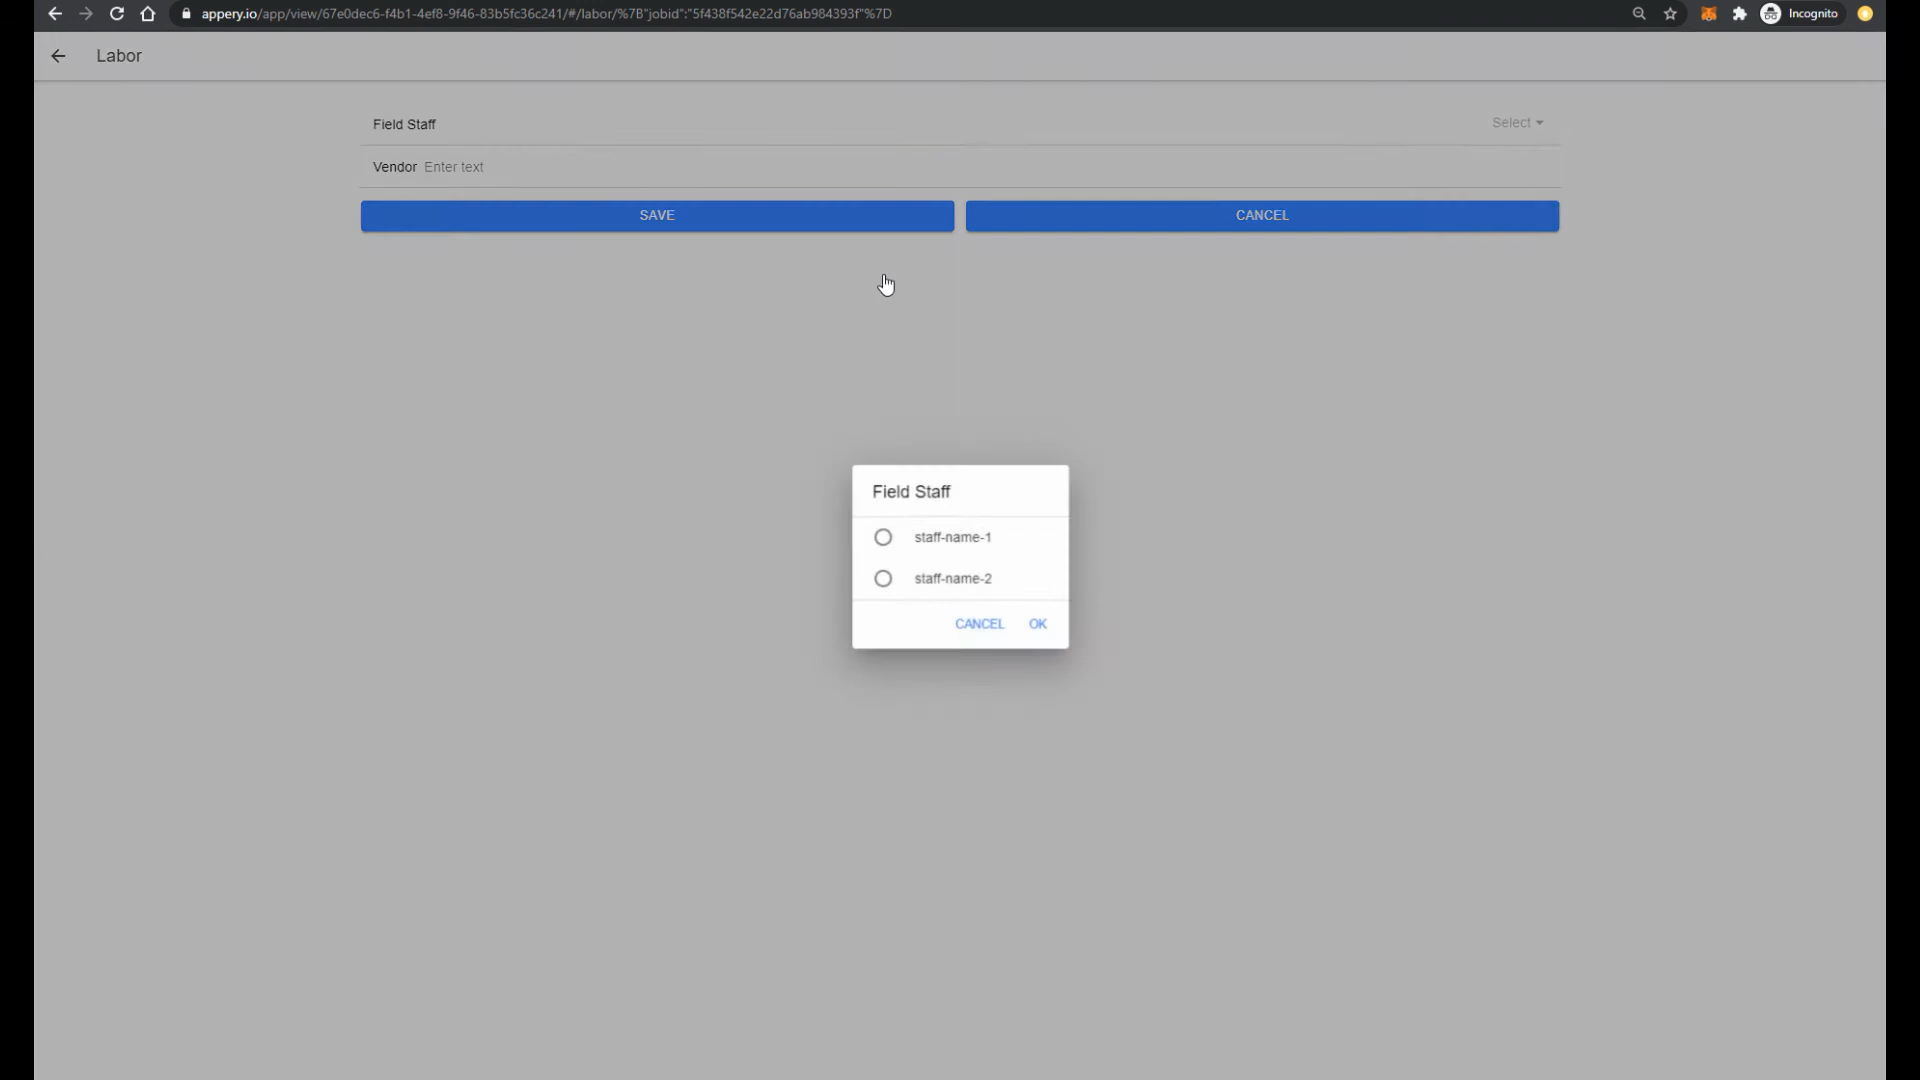 appery.io/app/view/67e0dec6-f4b1-4ef8-9f46-83b5fc36c241/#/labor/%7B"jobid":"5f438f542e22d76ab984393f"%7D
Incognito
Labor
Field Staff
Select
Vendor Enter text
SAVE
CANCEL
Field Staff
staff-name-1
staff-name-2
CANCEL
OK